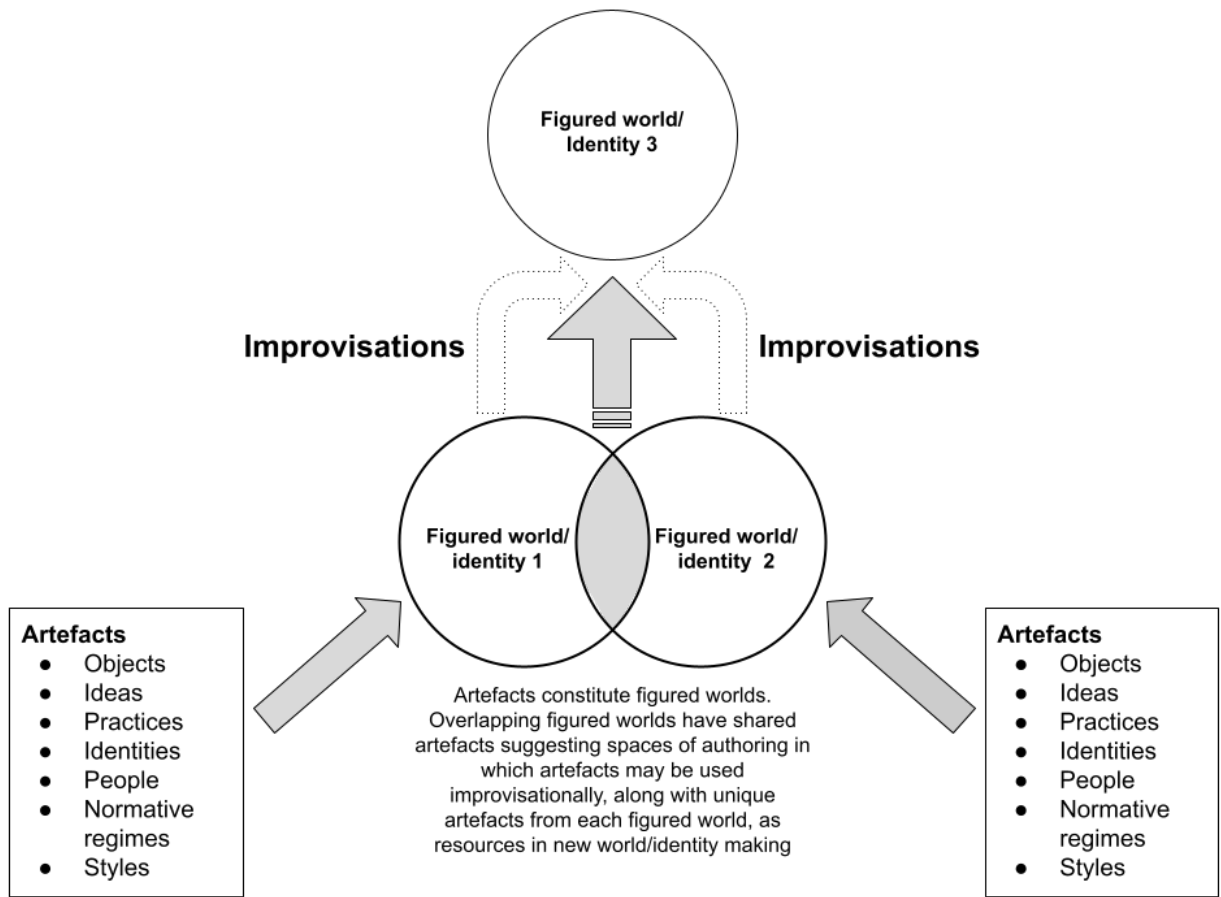 Figured world/
Identity 3
Improvisations
Improvisations
Figured world/
identity 1
Figured world/
identity 2
Artefacts
● Objects
● Ideas
● Practices
● Identities
● People
● Normative
regimes
● Styles
Artefacts constitute figured worlds.
Overlapping figured worlds have shared
artefacts suggesting spaces of authoring in
which artefacts may be used
improvisationally, along with unique
artefacts from each figured world, as
resources in new world/identity making
Artefacts
● Objects
● Ideas
● Practices
● Identities
● People
● Normative
regimes
● Styles